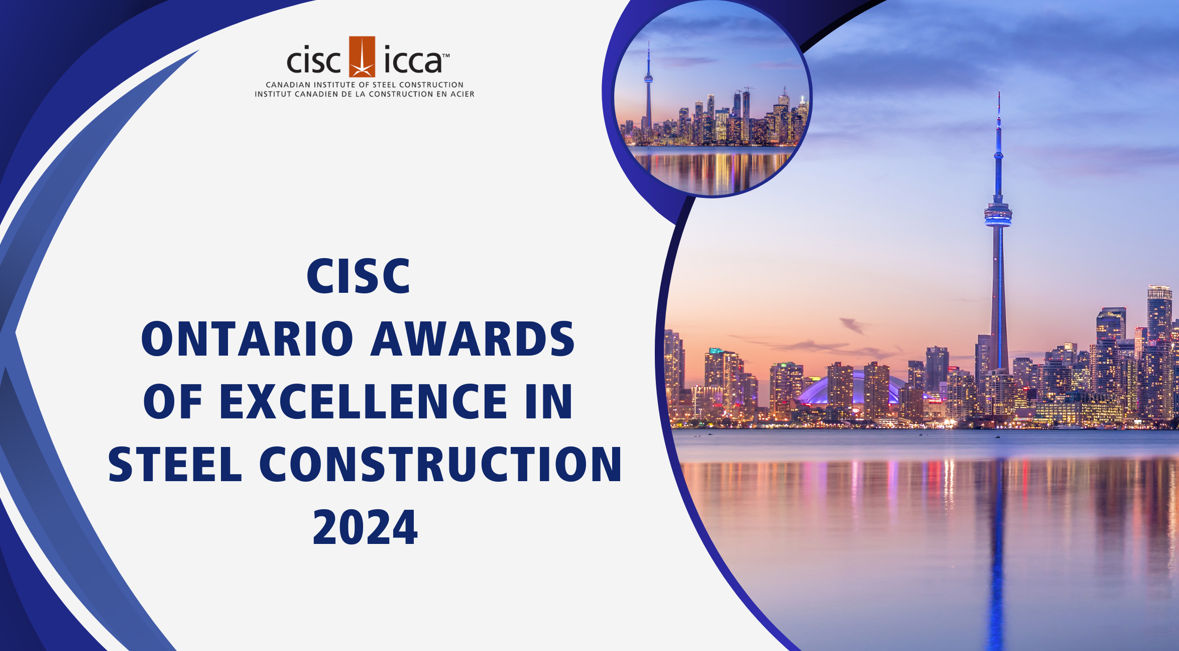 cisc icca™
CANADIAN INSTITUTE OF STEEL CONSTRUCTION
INSTITUT CANADIEN DE LA CONSTRUCTION EN ACIER
CISC
ONTARIO AWARDS
OF EXCELLENCE IN
STEEL CONSTRUCTION
2024